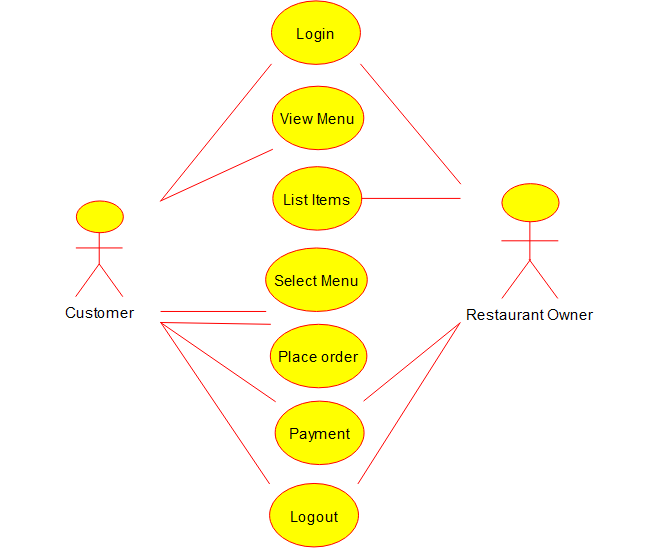 Login
View Menu
List Items
Select Menu
Customer
Restaurant Owner
Place order
Payment
Logout